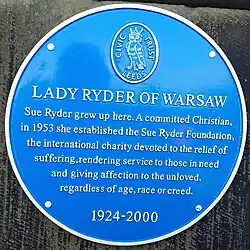 CIVIC TRUST
LEEDS
LADY RYDER OF WARSAW
Sue Ryder grew up here. A committed Christian,
in 1953 she established the Sue Ryder Foundation,
the international charity devoted to the relief of
suffering, rendering service to those in need
and giving affection to the unloved,
regardless of age, race or creed.
1924-2000